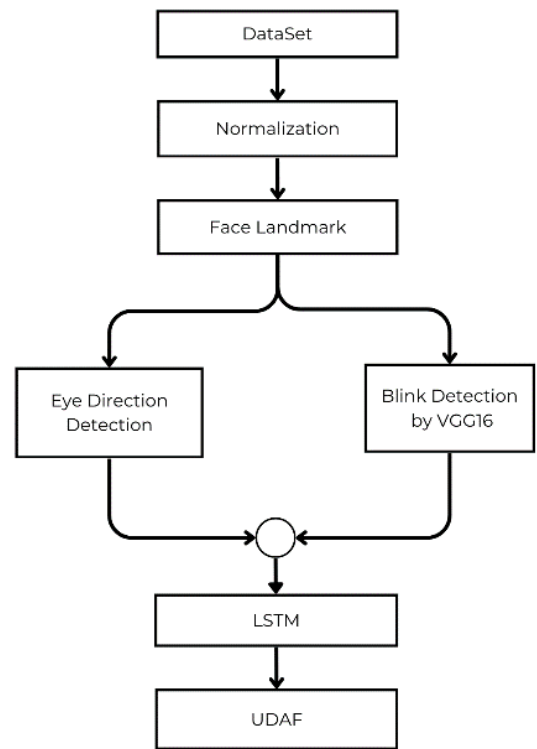 DataSet
Normalization
Face Landmark
Eye Direction
Detection
Blink Detection
by VGG16
LSTM
UDAF